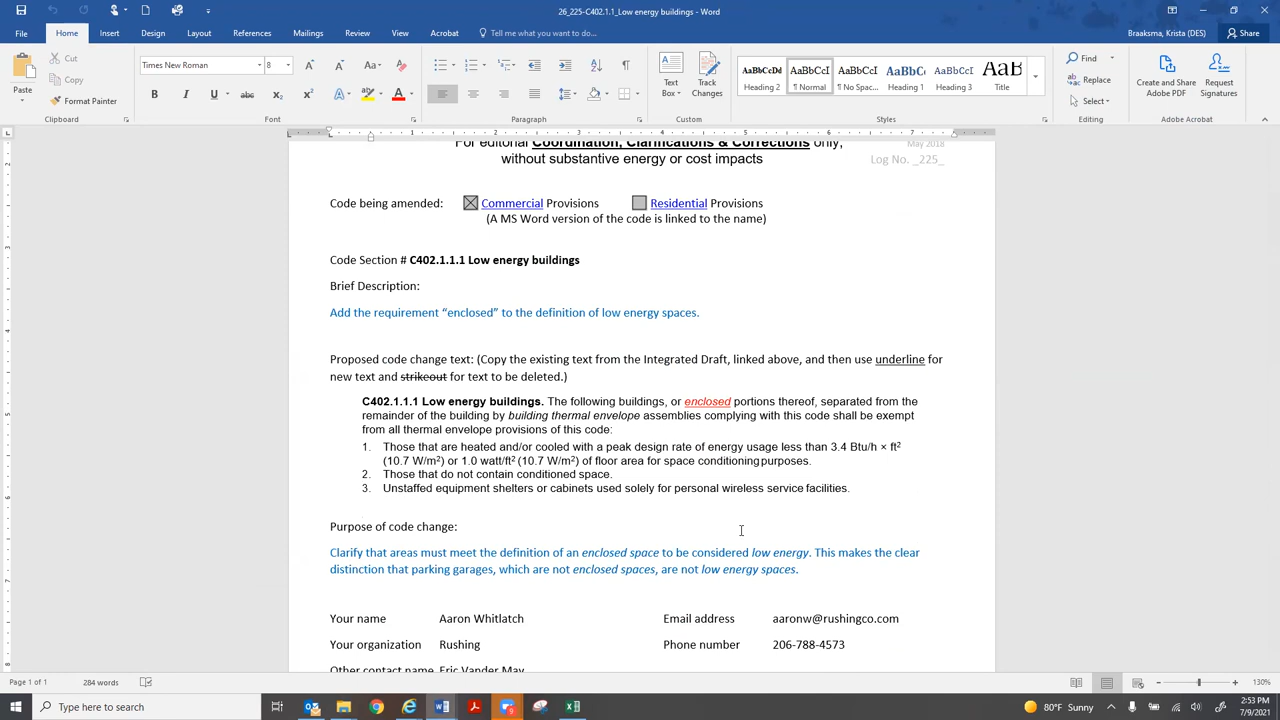 26_225-C402.1.1_Low energy buildings - Word
File Home Insert Design Layout References Mailings Review View Acrobat Tell me what you want to do... Braaksma, Krista (DES) Share
Cut
Copy
Format Painter
Paste
Times New Roman 8
Text Box
Track Changes
AaBbCcDd AaBbCcI AaBbCcI AaBbC AaBbCcI AaB
Heading 2 ¶ Normal ¶ No Spac... Heading 1 Heading 3 Title
Find
Replace
Select
Create and Share Adobe PDF
Request Signatures
Clipboard Font Paragraph Custom Styles Editing Adobe Acrobat
For editorial Coordination, Clarifications & Corrections only, May 2018
without substantive energy or cost impacts Log No. _225_
Code being amended: Commercial Provisions Residential Provisions
(A MS Word version of the code is linked to the name)
Code Section # C402.1.1.1 Low energy buildings
Brief Description:
Add the requirement “enclosed” to the definition of low energy spaces.
Proposed code change text: (Copy the existing text from the Integrated Draft, linked above, and then use underline for
new text and strikeout for text to be deleted.)
C402.1.1.1 Low energy buildings. The following buildings, or enclosed portions thereof, separated from the
remainder of the building by building thermal envelope assemblies complying with this code shall be exempt
from all thermal envelope provisions of this code:
1. Those that are heated and/or cooled with a peak design rate of energy usage less than 3.4 Btu/h × ft²
(10.7 W/m²) or 1.0 watt/ft² (10.7 W/m²) of floor area for space conditioning purposes.
2. Those that do not contain conditioned space.
3. Unstaffed equipment shelters or cabinets used solely for personal wireless service facilities.
Purpose of code change:
Clarify that areas must meet the definition of an enclosed space to be considered low energy. This makes the clear
distinction that parking garages, which are not enclosed spaces, are not low energy spaces.
Your name Aaron Whitlatch Email address aaronw@rushingco.com
Your organization Rushing Phone number 206-788-4573
Other contact name Eric Vander Mey
Page 1 of 1 284 words 130%
Type here to search 80°F Sunny 2:53 PM
7/9/2021